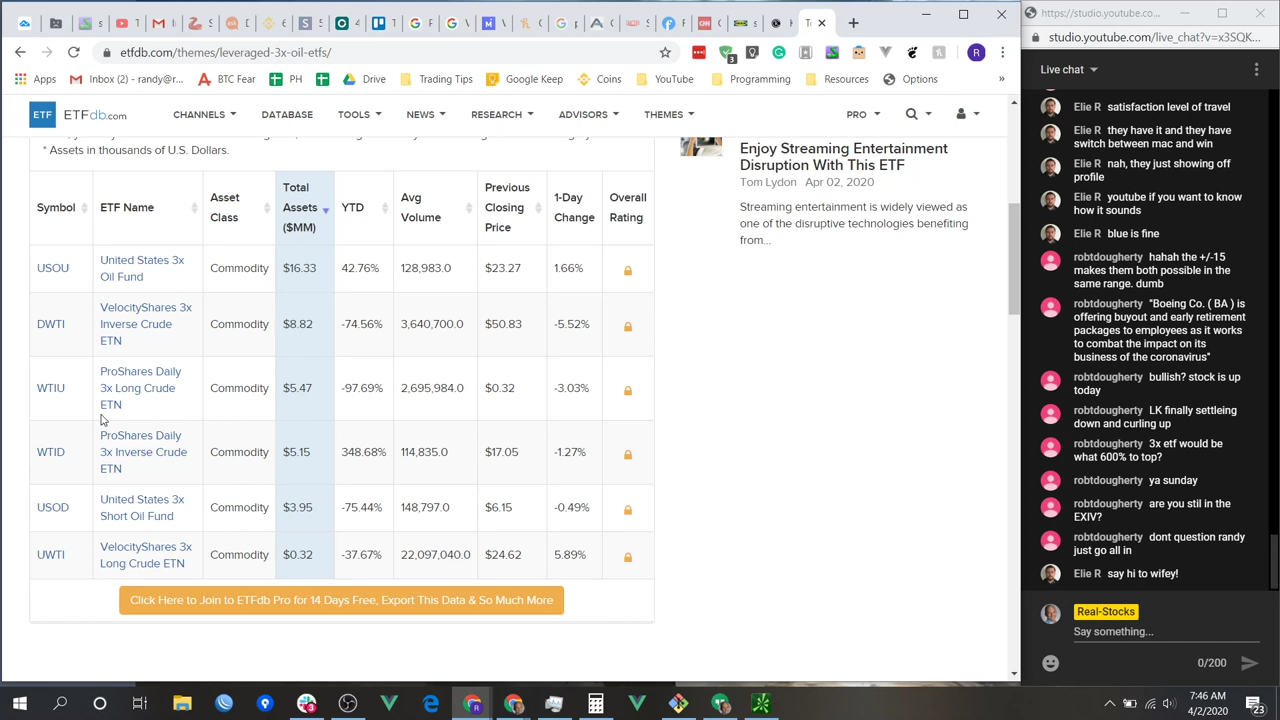 https://studio.youtube.com/live_chat?v=x3SQK...
etfdb.com/themes/leveraged-3x-oil-etfs/
studio.youtube.com/live_chat?v=x3SQK...
Apps
Inbox (2) - randy@r...
BTC Fear
PH
Drive
Trading Tips
Google Keep
Coins
YouTube
Programming
Resources
Options
»
ETF
ETFdb.com
CHANNELS
DATABASE
TOOLS
NEWS
RESEARCH
ADVISORS
THEMES
PRO
* Assets in thousands of U.S. Dollars.
Symbol
ETF Name
Asset
Class
Total
Assets
($MM)
YTD
Avg
Volume
Previous
Closing
Price
1-Day
Change
Overall
Rating
USOU
United States 3x
Oil Fund
Commodity
$16.33
42.76%
128,983.0
$23.27
1.66%
DWTI
VelocityShares 3x
Inverse Crude
ETN
Commodity
$8.82
-74.56%
3,640,700.0
$50.83
-5.52%
WTIU
ProShares Daily
3x Long Crude
ETN
Commodity
$5.47
-97.69%
2,695,984.0
$0.32
-3.03%
WTID
ProShares Daily
3x Inverse Crude
ETN
Commodity
$5.15
348.68%
114,835.0
$17.05
-1.27%
USOD
United States 3x
Short Oil Fund
Commodity
$3.95
-75.44%
148,797.0
$6.15
-0.49%
UWTI
VelocityShares 3x
Long Crude ETN
Commodity
$0.32
-37.67%
22,097,040.0
$24.62
5.89%
Click Here to Join to ETFdb Pro for 14 Days Free, Export This Data & So Much More
Enjoy Streaming Entertainment
Disruption With This ETF
Tom Lydon Apr 02, 2020
Streaming entertainment is widely viewed as
one of the disruptive technologies benefiting
from...
Live chat
Elie R satisfaction level of travel
Elie R they have it and they have
switch between mac and win
Elie R nah, they just showing off
profile
Elie R youtube if you want to know
how it sounds
Elie R blue is fine
robtdougherty hahah the +/-15
makes them both possible in the
same range. dumb
robtdougherty "Boeing Co. ( BA ) is
offering buyout and early retirement
packages to employees as it works
to combat the impact on its
business of the coronavirus"
robtdougherty bullish? stock is up
today
robtdougherty LK finally settleing
down and curling up
robtdougherty 3x etf would be
what 600% to top?
robtdougherty ya sunday
robtdougherty are you stil in the
EXIV?
robtdougherty dont question randy
just go all in
Elie R say hi to wifey!
Real-Stocks
Say something...
0/200
7:46 AM
4/2/2020
23